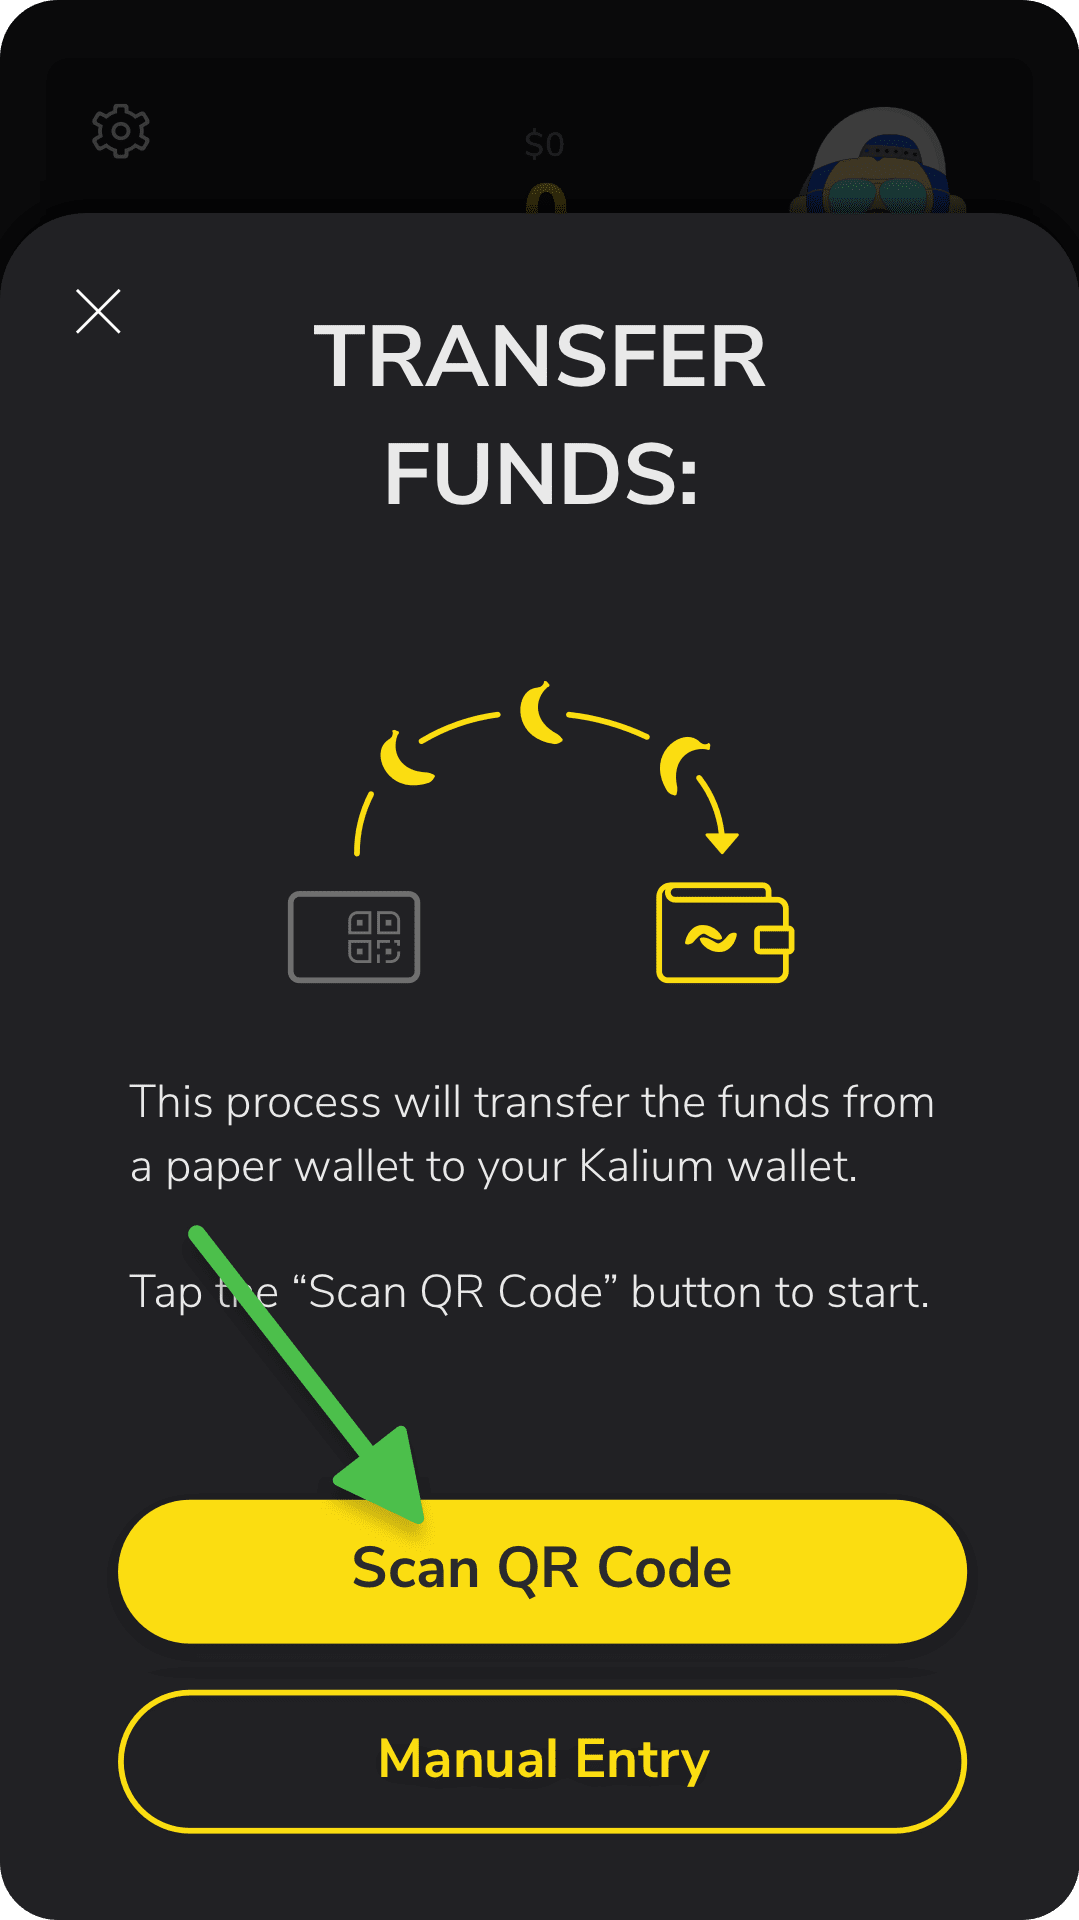 $0
0
TRANSFER
FUNDS:
This process will transfer the funds from
a paper wallet to your Kalium wallet.
Tap the “Scan QR Code” button to start.
Scan QR Code
Manual Entry